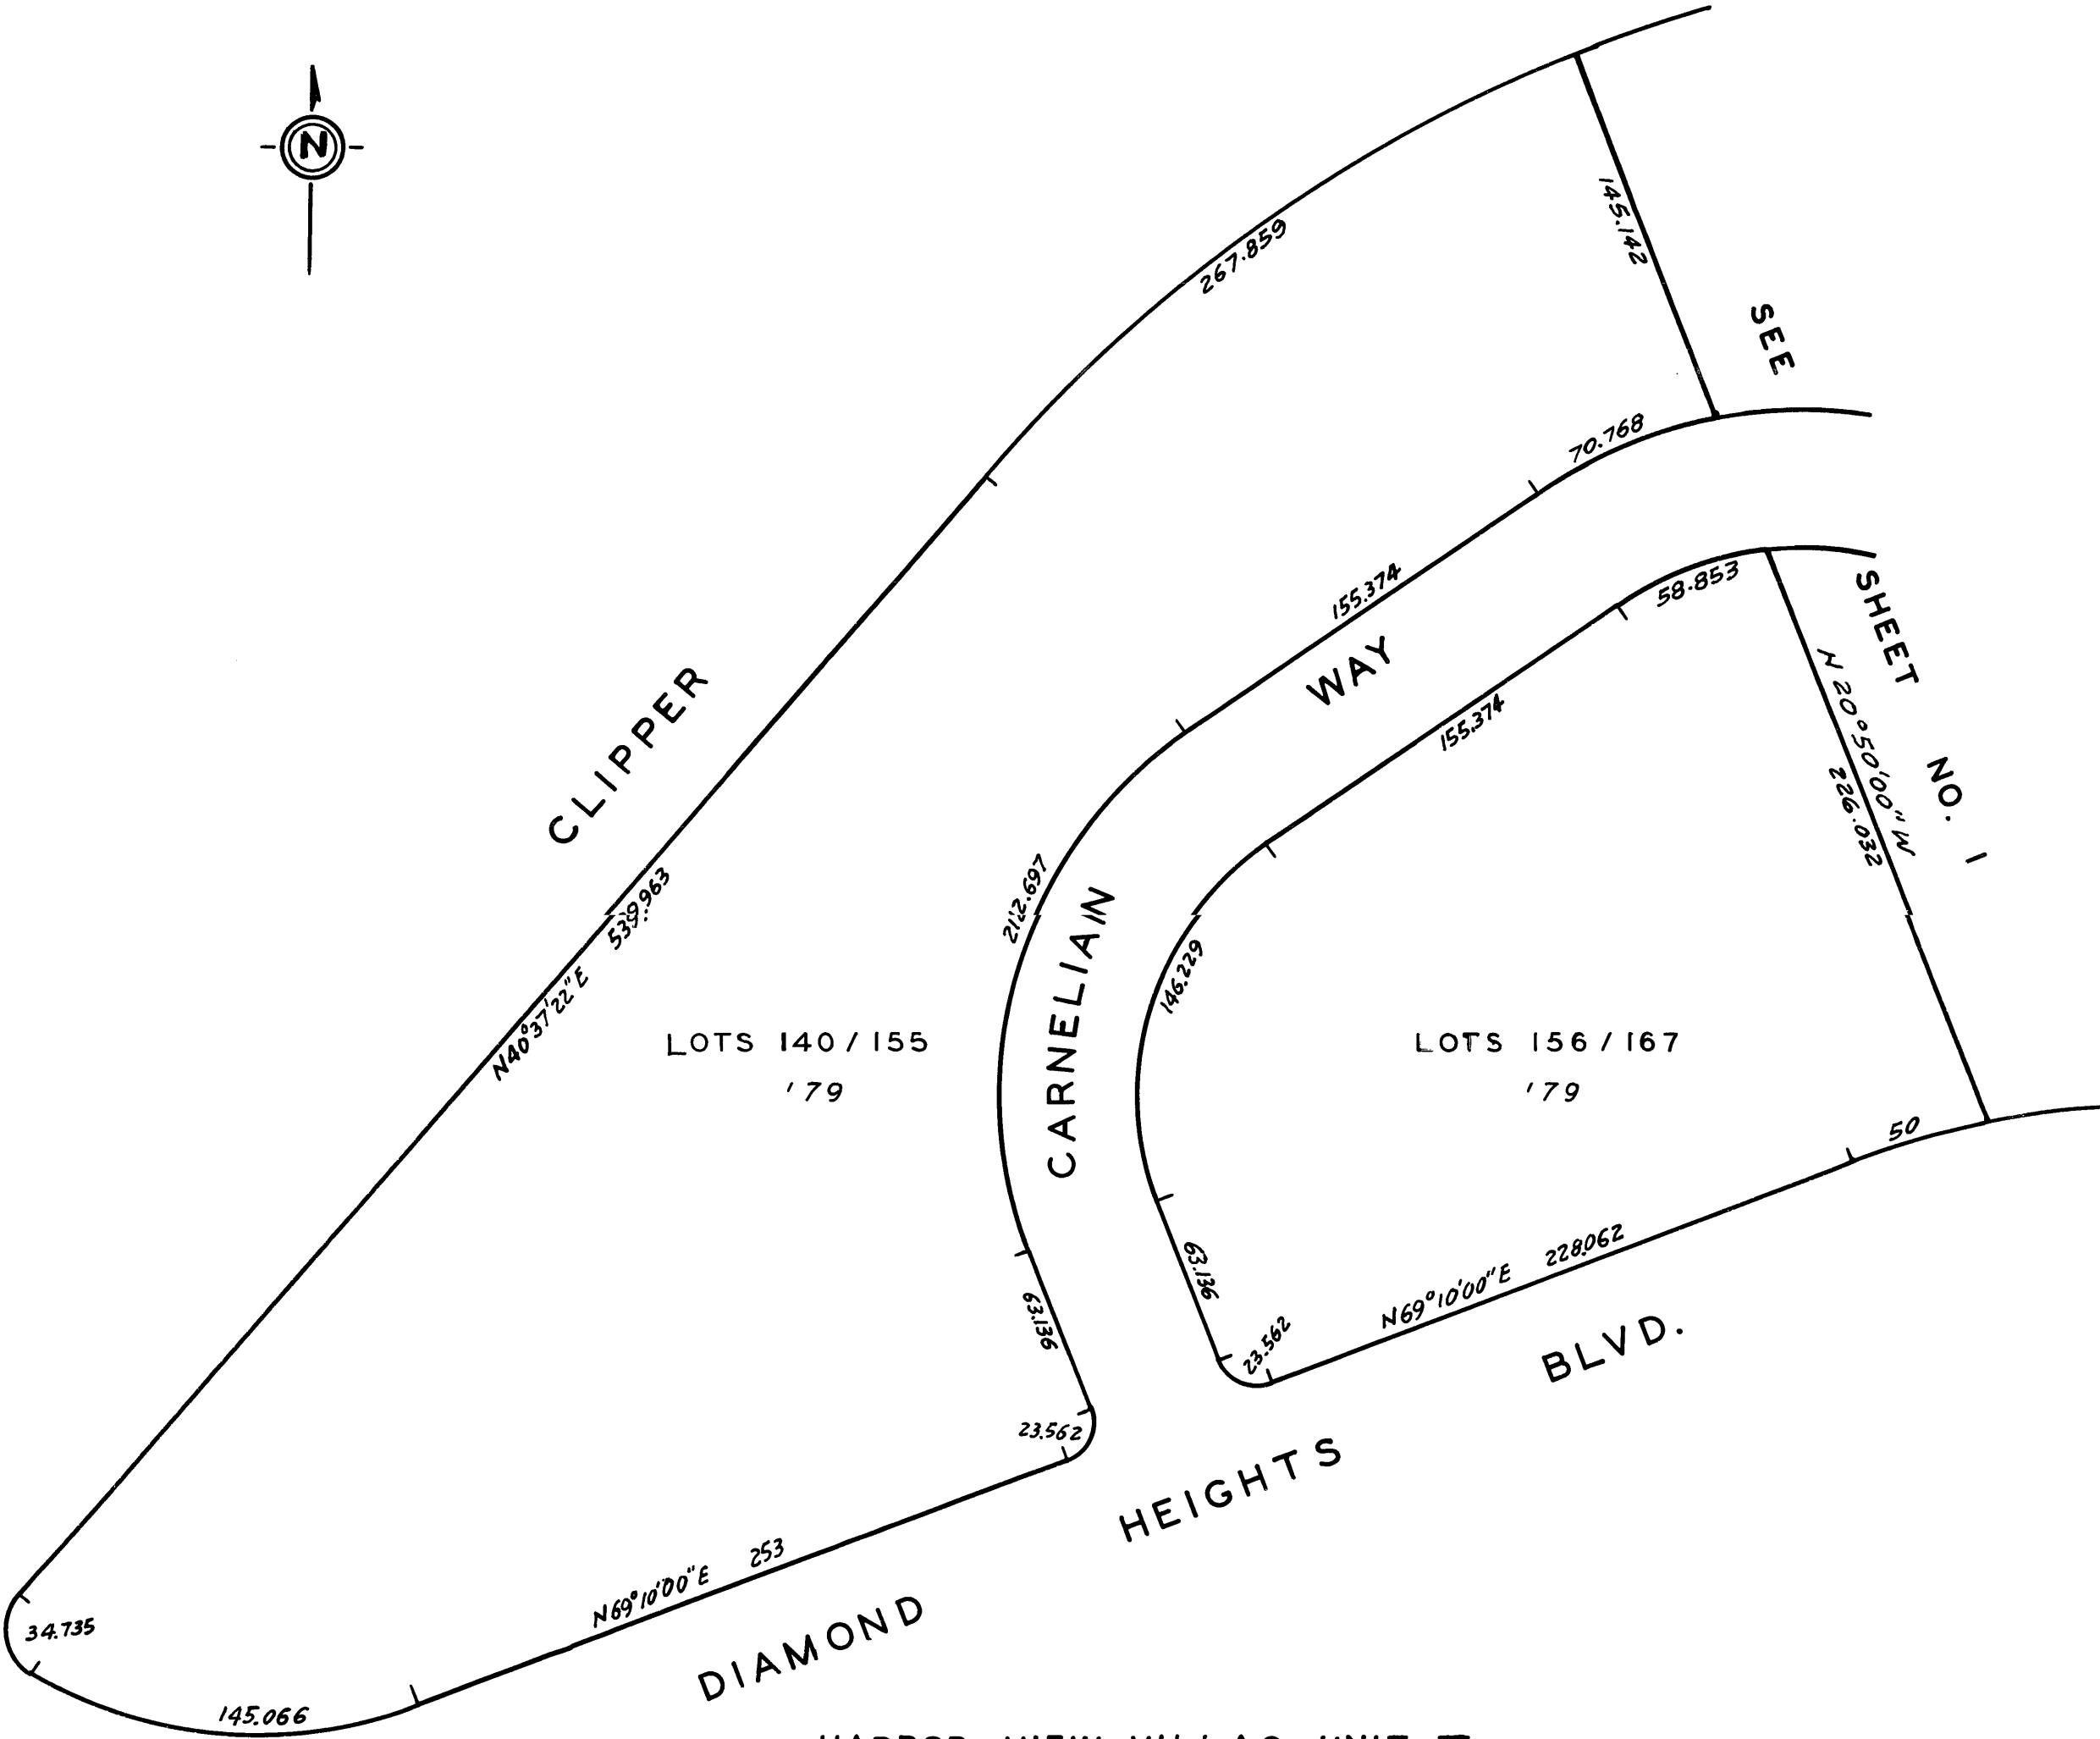 N
267.859
145.142
SEE
70.768
155.374
WAY
58.853
SHEET NO. 1
N 20°50'00"W
226.032
155.374
CLIPPER
N40°37'22"E 539.963
212.697
CARNELIAN
146.229
LOTS 140/155
'79
LOTS 156/167
'79
50
63.136
63.136
23.562
23.562
N69°10'00"E 228.062
DIAMOND HEIGHTS BLVD.
N69°10'00"E 253
34.735
145.066